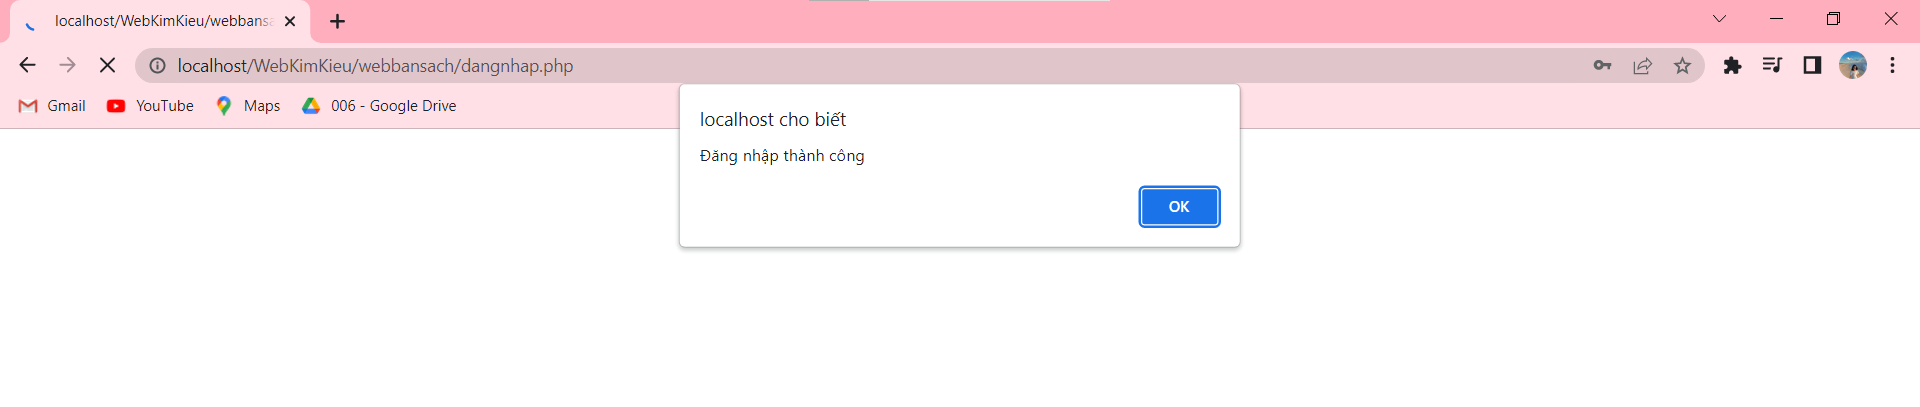 localhost/WebKimKieu/webbansa
localhost/WebKimKieu/webbansach/dangnhap.php
Gmail YouTube Maps 006 - Google Drive
localhost cho biết
Đăng nhập thành công
OK